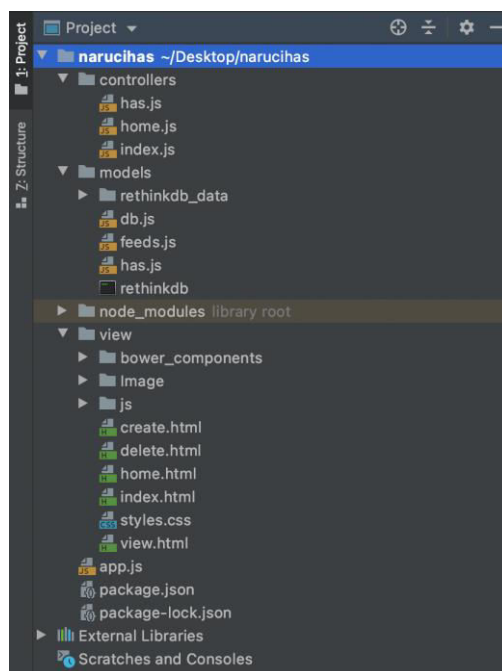 1: Project
Z: Structure
Project
narucihas ~/Desktop/narucihas
controllers
has.js
home.js
index.js
models
rethinkdb_data
db.js
feeds.js
has.js
rethinkdb
node_modules library root
view
bower_components
Image
js
create.html
delete.html
home.html
index.html
styles.css
view.html
app.js
package.json
package-lock.json
External Libraries
Scratches and Consoles